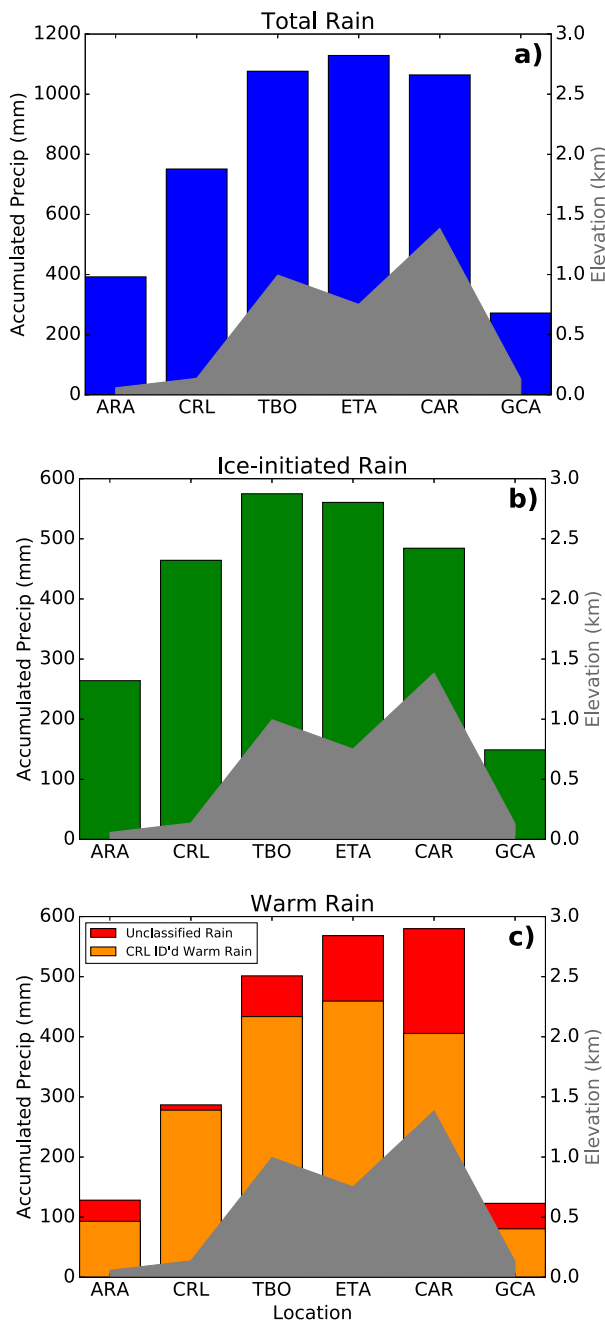 Total Rain
a)
1200
1000
800
600
400
200
0
Accumulated Precip (mm)
3.0
2.5
2.0
1.5
1.0
0.5
0.0
Elevation (km)
ARA CRL TBO ETA CAR GCA
Ice-initiated Rain
b)
600
500
400
300
200
100
0
Accumulated Precip (mm)
3.0
2.5
2.0
1.5
1.0
0.5
0.0
Elevation (km)
ARA CRL TBO ETA CAR GCA
Warm Rain
c)
Unclassified Rain
CRL ID'd Warm Rain
600
500
400
300
200
100
0
Accumulated Precip (mm)
3.0
2.5
2.0
1.5
1.0
0.5
0.0
Elevation (km)
ARA CRL TBO ETA CAR GCA
Location